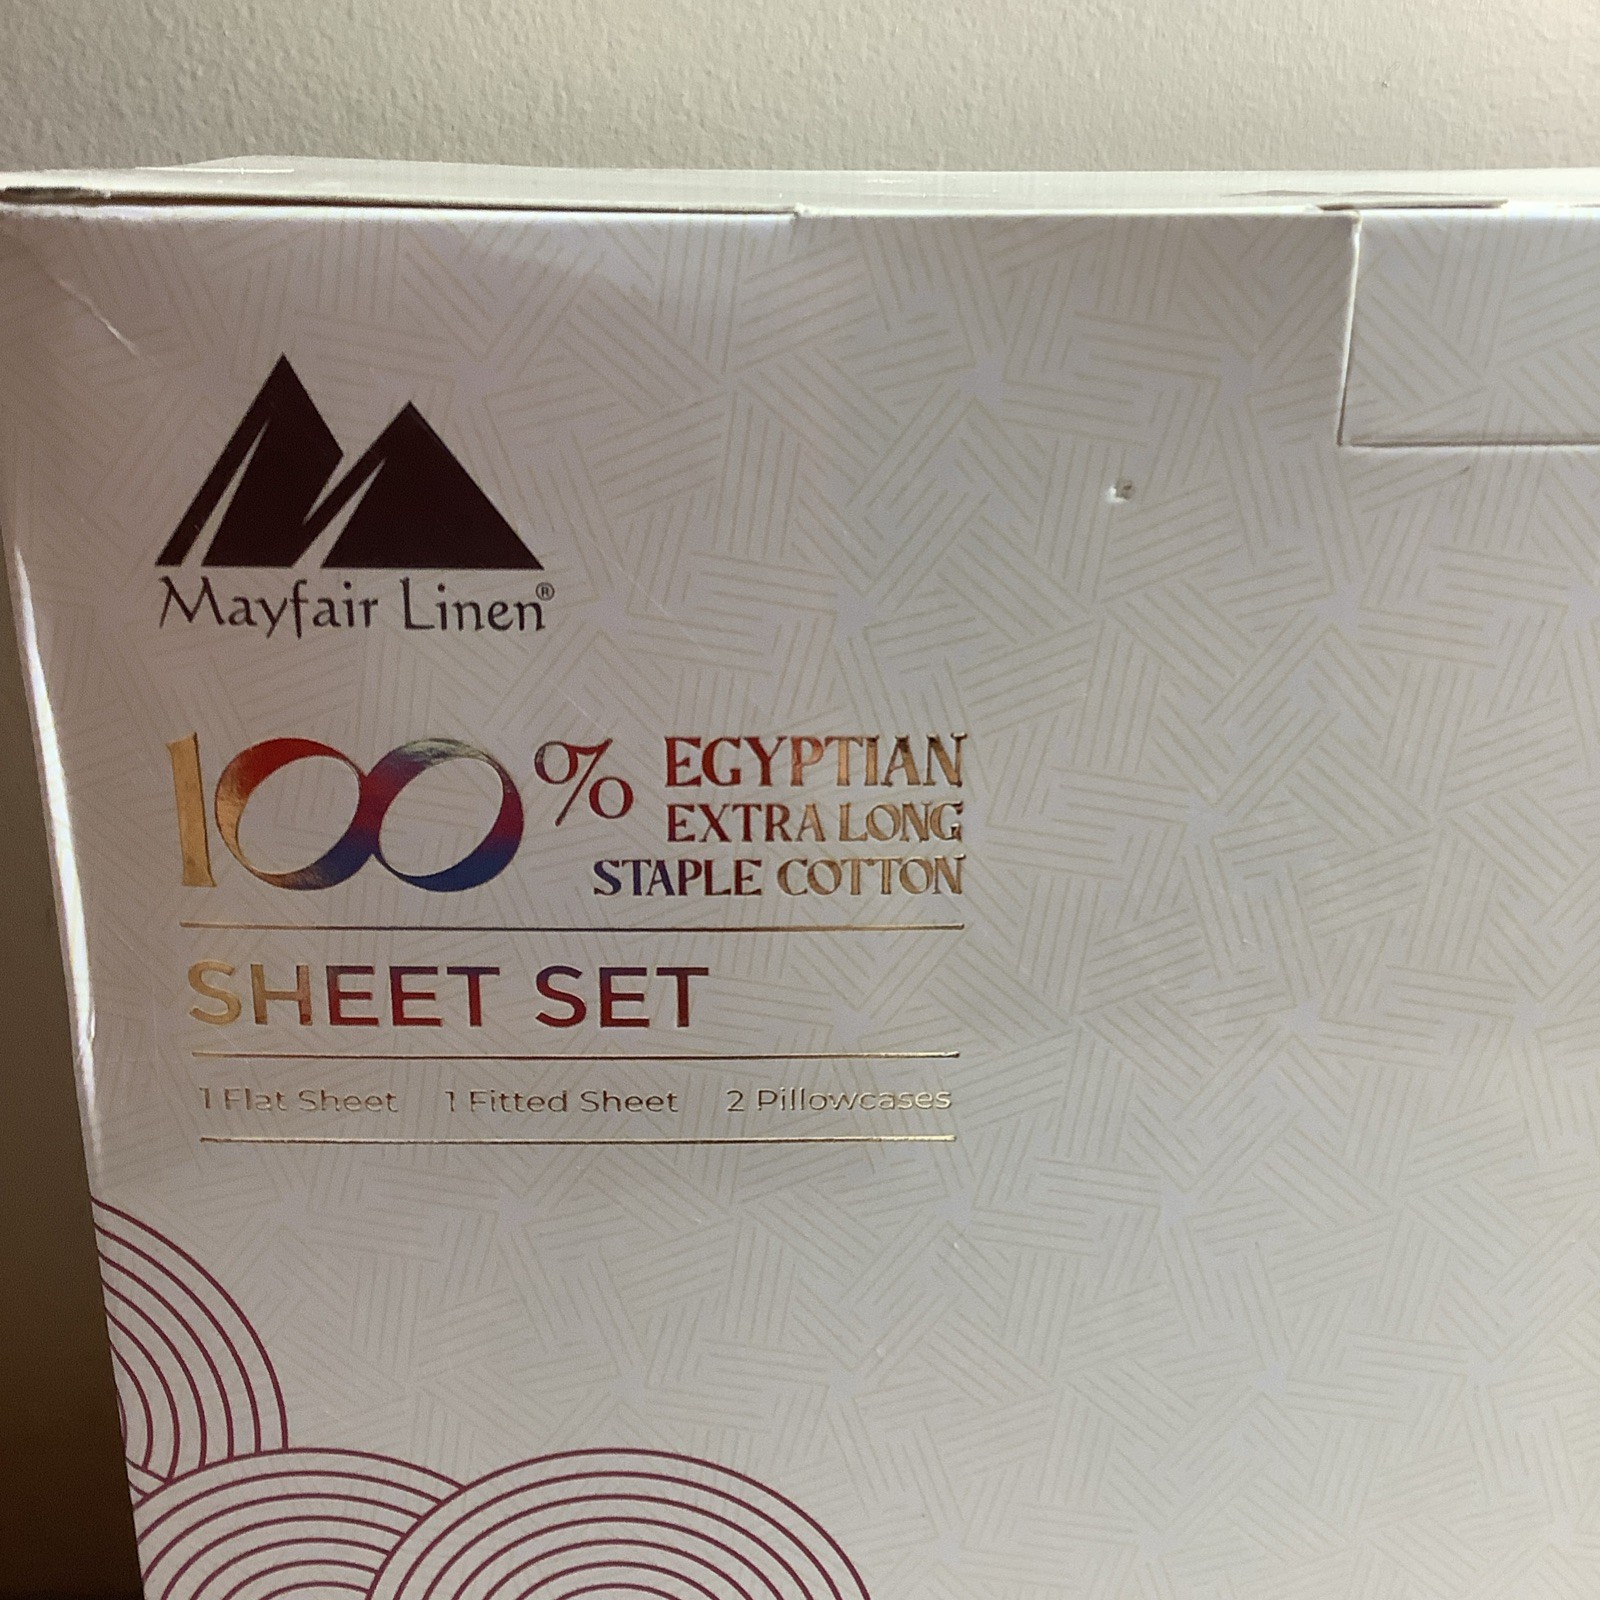 Mayfair Linen®
100% EGYPTIAN
EXTRA LONG
STAPLE COTTON
SHEET SET
1 Flat Sheet 1 Fitted Sheet 2 Pillowcases